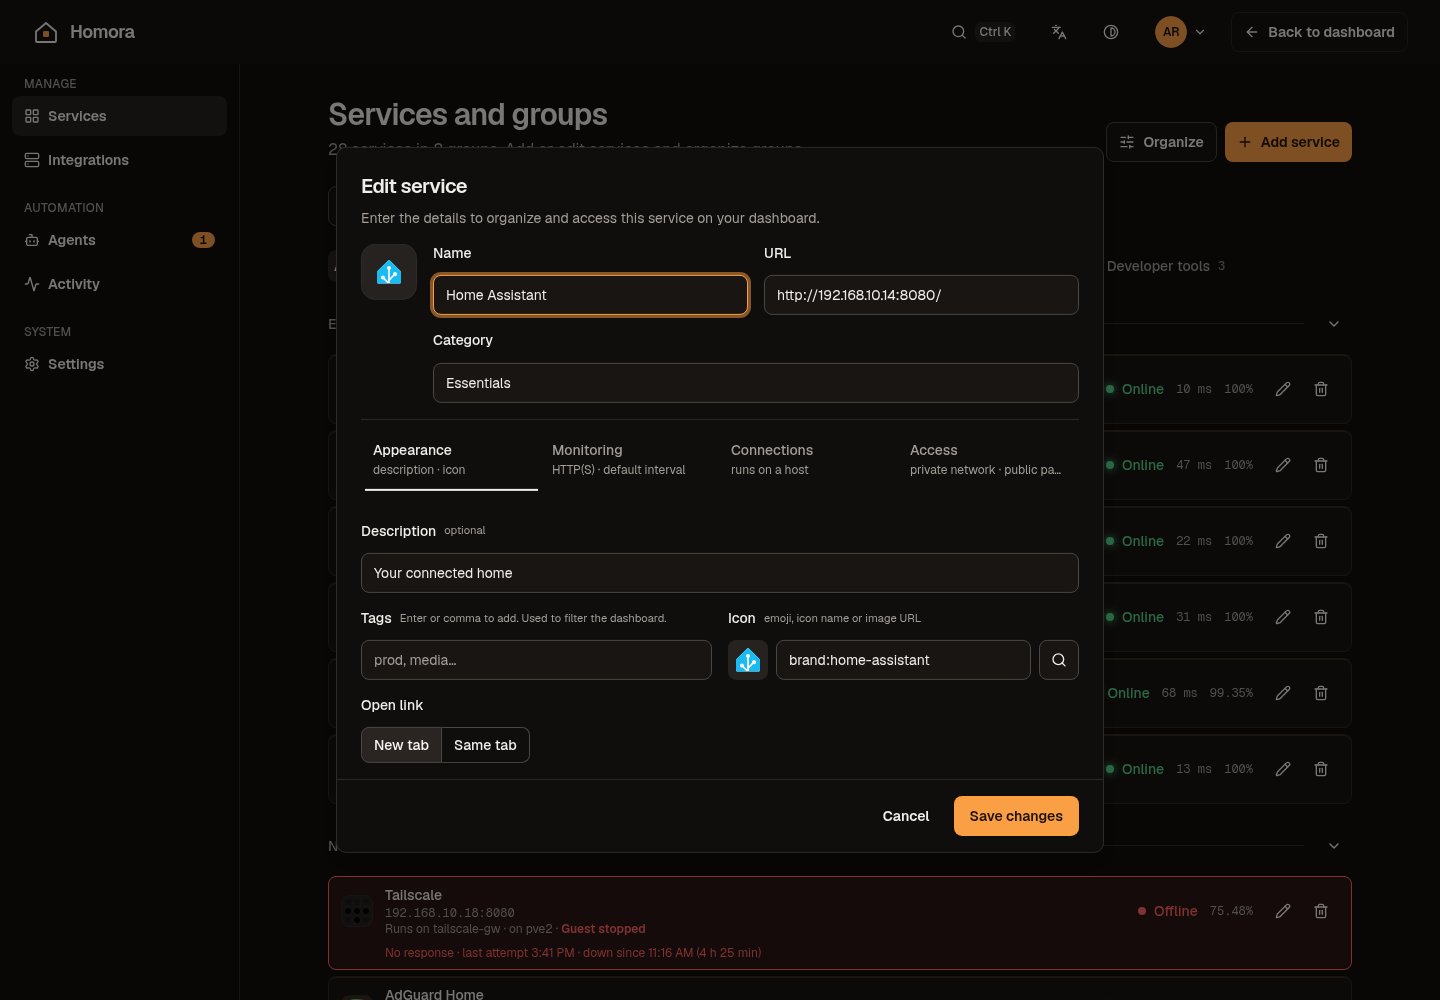 Homora
Ctrl K
AR
Back to dashboard
MANAGE
Services
Integrations
AUTOMATION
Agents
1
Activity
SYSTEM
Settings
Services and groups
Organize
Add service
Developer tools 3
Edit service
Enter the details to organize and access this service on your dashboard.
Name
URL
Home Assistant
http://192.168.10.14:8080/
Category
Essentials
Appearance
description · icon
Monitoring
HTTP(S) · default interval
Connections
runs on a host
Access
private network · public pa...
Description optional
Your connected home
Tags Enter or comma to add. Used to filter the dashboard.
Icon emoji, icon name or image URL
prod, media...
brand:home-assistant
Open link
New tab
Same tab
Cancel
Save changes
Online 10 ms 100%
Online 47 ms 100%
Online 22 ms 100%
Online 31 ms 100%
Online 68 ms 99.35%
Online 13 ms 100%
Tailscale
192.168.10.18:8080
Runs on tailscale-gw · on pve2 · Guest stopped
No response · last attempt 3:41 PM · down since 11:16 AM (4 h 25 min)
Offline 75.48%
AdGuard Home